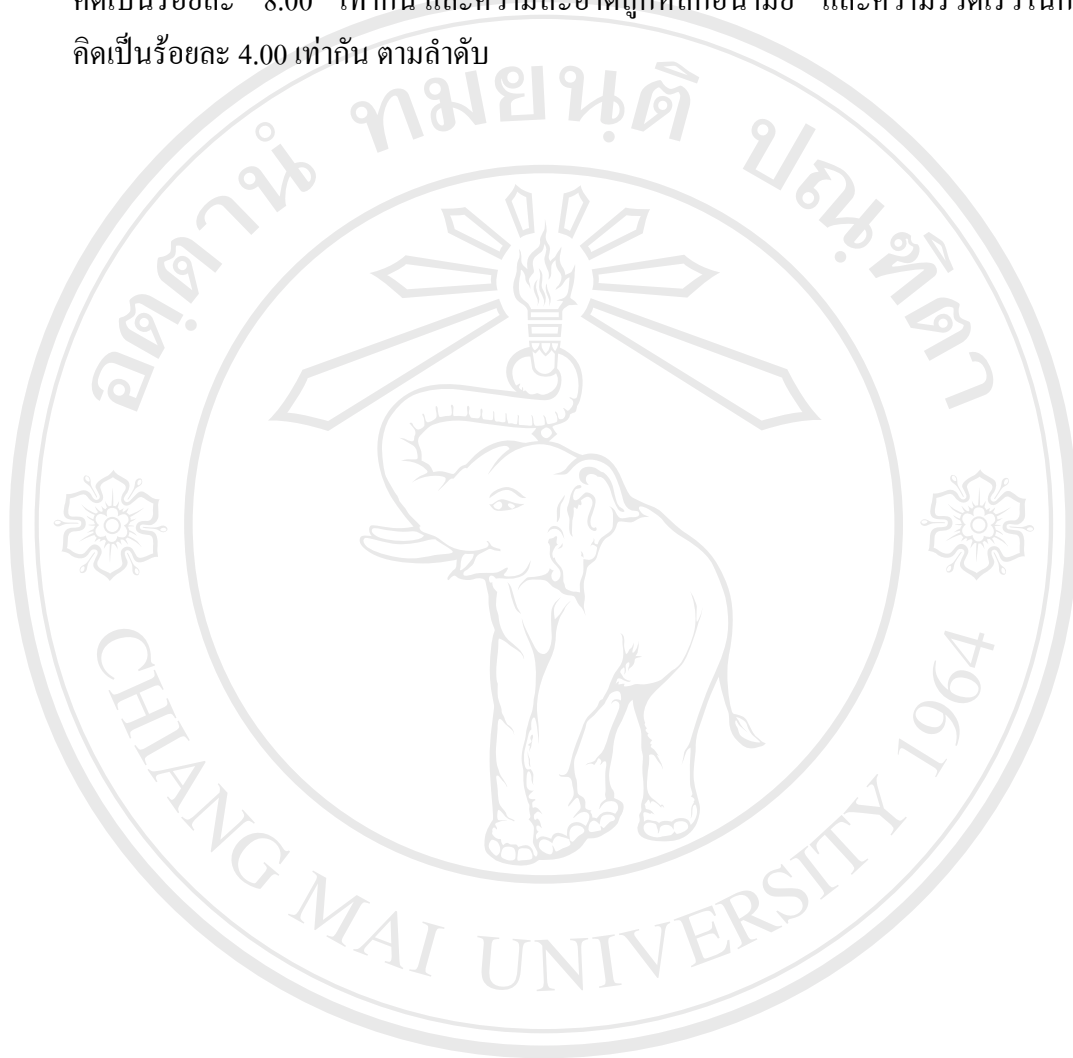 คิดเป็นร้อยละ 8.00 เท่ากัน และความสะอาดถูกหลักอนามัย และความรวดเร็วใน
คิดเป็นร้อยละ 4.00 เท่ากัน ตามลำดับ
อตฺตานํ ทมยนฺติ ปณฺฑิตา
CHIANG MAI UNIVERSITY 1964